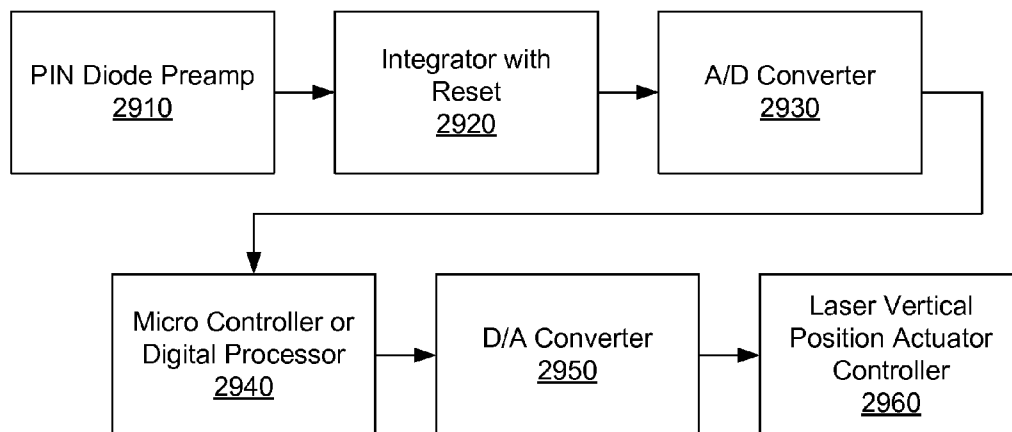 PIN Diode Preamp
2910
Integrator with
Reset
2920
A/D Converter
2930
Micro Controller or
Digital Processor
2940
D/A Converter
2950
Laser Vertical
Position Actuator
Controller
2960